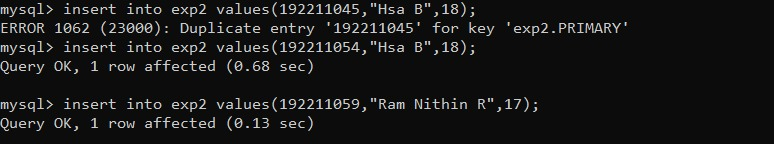 mysql> insert into exp2 values(192211045,"Hsa B",18);
ERROR 1062 (23000): Duplicate entry '192211045' for key 'exp2.PRIMARY'
mysql> insert into exp2 values(192211054,"Hsa B",18);
Query OK, 1 row affected (0.68 sec)
mysql> insert into exp2 values(192211059,"Ram Nithin R",17);
Query OK, 1 row affected (0.13 sec)